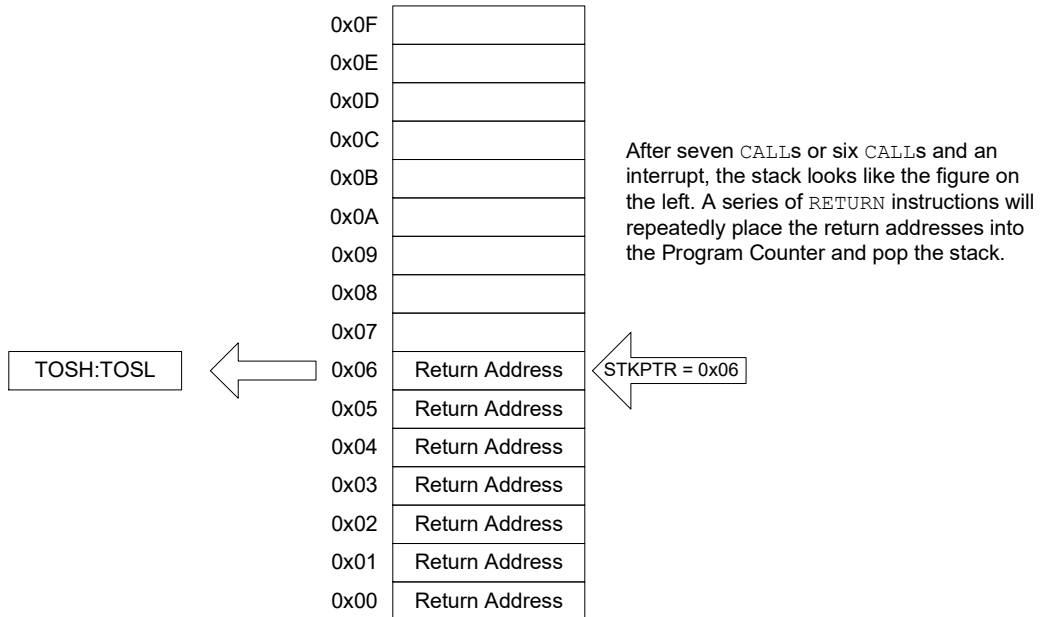 0x0F
0x0E
0x0D
0x0C
0x0B
0x0A
0x09
0x08
0x07
After seven CALLs or six CALLs and an
interrupt, the stack looks like the figure on
the left. A series of RETURN instructions will
repeatedly place the return addresses into
the Program Counter and pop the stack.
TOSH:TOSL
0x06 Return Address
STKPTR = 0x06
0x05 Return Address
0x04 Return Address
0x03 Return Address
0x02 Return Address
0x01 Return Address
0x00 Return Address